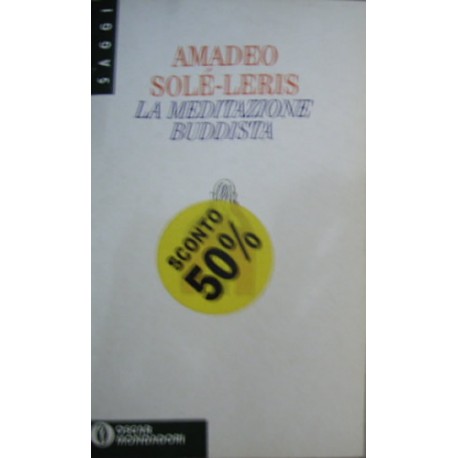 SAGGI
AMADEO
SOLÉ-LERIS
LA MEDITAZIONE
BUDDISTA
SCONTO
50%
OSCAR
MONDADORI